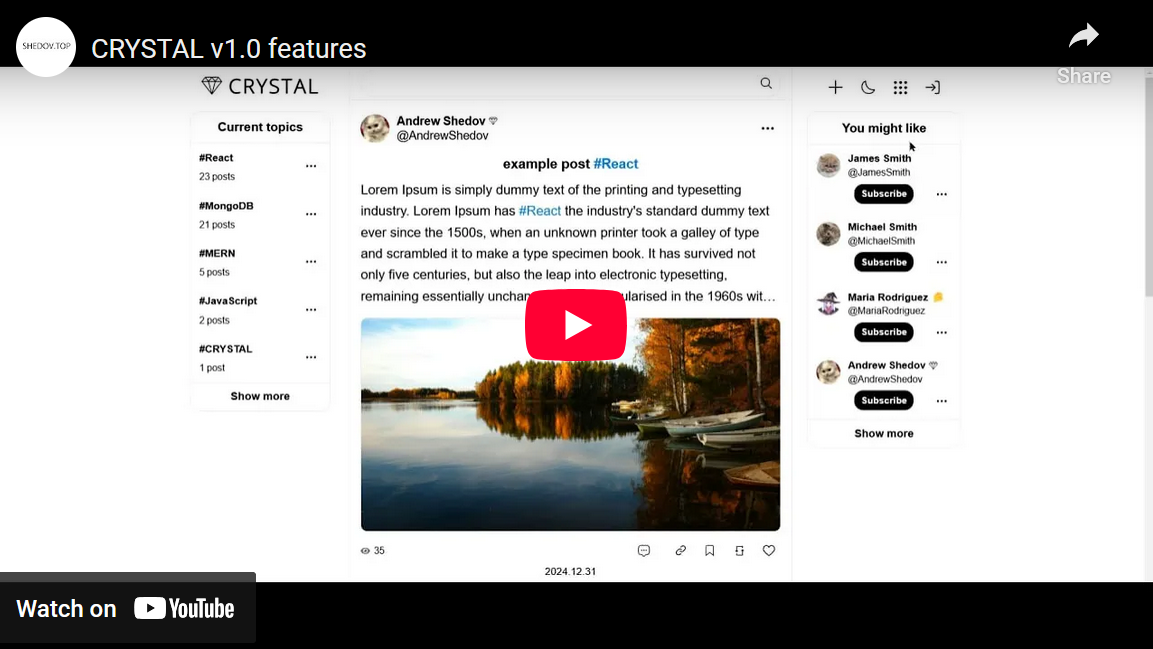 SHEDOV.TOP
CRYSTAL v1.0 features
Share
CRYSTAL
Current topics
#React
23 posts
#MongoDB
21 posts
#MERN
5 posts
#JavaScript
2 posts
#CRYSTAL
1 post
Show more
Andrew Shedov
@AndrewShedov
example post #React
Lorem Ipsum is simply dummy text of the printing and typesetting
industry. Lorem Ipsum has #React the industry's standard dummy text
ever since the 1500s, when an unknown printer took a galley of type
and scrambled it to make a type specimen book. It has survived not
only five centuries, but also the leap into electronic typesetting,
remaining essentially unchan ularised in the 1960s wit…
35
2024.12.31
You might like
James Smith
@JamesSmith
Subscribe
Michael Smith
@MichaelSmith
Subscribe
Maria Rodriguez
@MariaRodriguez
Subscribe
Andrew Shedov
@AndrewShedov
Subscribe
Show more
Watch on YouTube